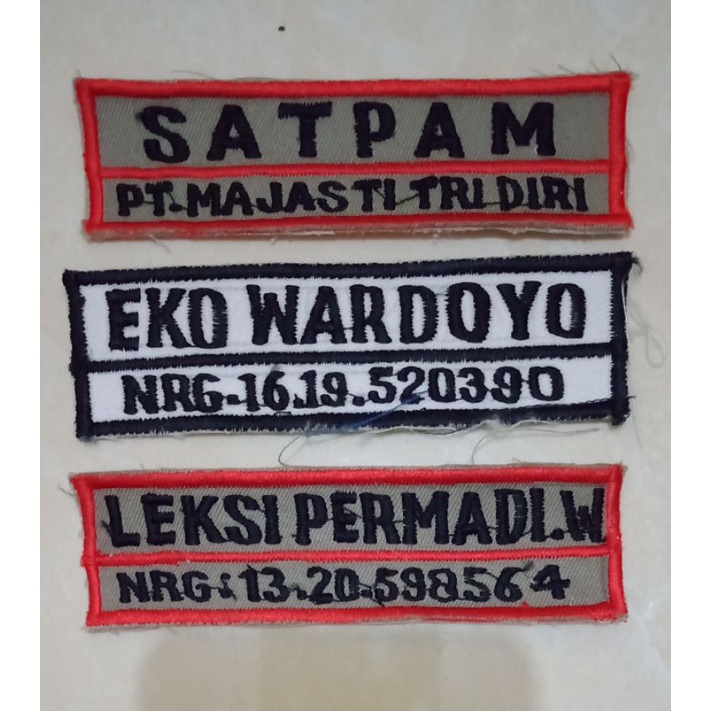 SATPAM
PT.MAJASTI TRI DIRI
EKO WARDOYO
NRG-16.19.520390
LEKSI PERMADI.W
NRG:13-20-598564